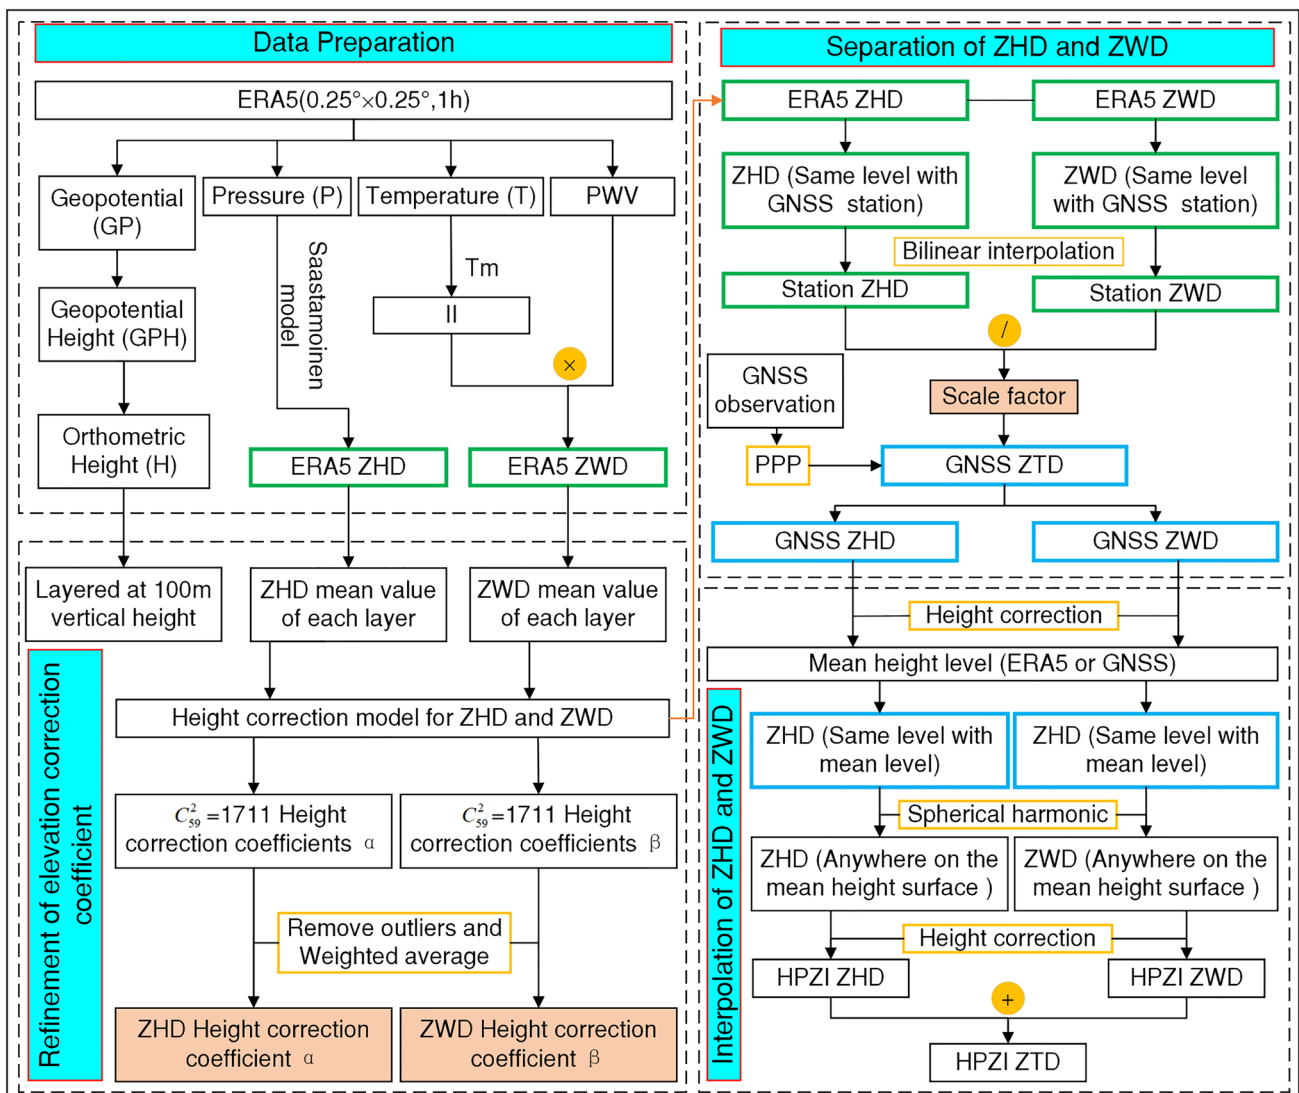 Data Preparation
ERA5(0.25°×0.25°,1h)
Geopotential
(GP)
Pressure (P)
Temperature (T)
PWV
Saastamoinen
model
Tm
Geopotential
Height (GPH)
II
×
Orthometric
Height (H)
ERA5 ZHD
ERA5 ZWD
Refinement of elevation correction
coefficient
Layered at 100m
vertical height
ZHD mean value
of each layer
ZWD mean value
of each layer
Height correction model for ZHD and ZWD
C²₅₉=1711 Height
correction coefficients α
C²₅₉=1711 Height
correction coefficients β
Remove outliers and
Weighted average
ZHD Height correction
coefficient α
ZWD Height correction
coefficient β
Separation of ZHD and ZWD
ERA5 ZHD
ERA5 ZWD
ZHD (Same level with
GNSS station)
ZWD (Same level
with GNSS station)
Bilinear interpolation
Station ZHD
Station ZWD
/
GNSS
observation
Scale factor
PPP
GNSS ZTD
GNSS ZHD
GNSS ZWD
Interpolation of ZHD and ZWD
Height correction
Mean height level (ERA5 or GNSS)
ZHD (Same level with
mean level)
ZHD (Same level with
mean level)
Spherical harmonic
ZHD (Anywhere on the
mean height surface )
ZWD (Anywhere on the
mean height surface )
Height correction
HPZI ZHD
HPZI ZWD
+
HPZI ZTD